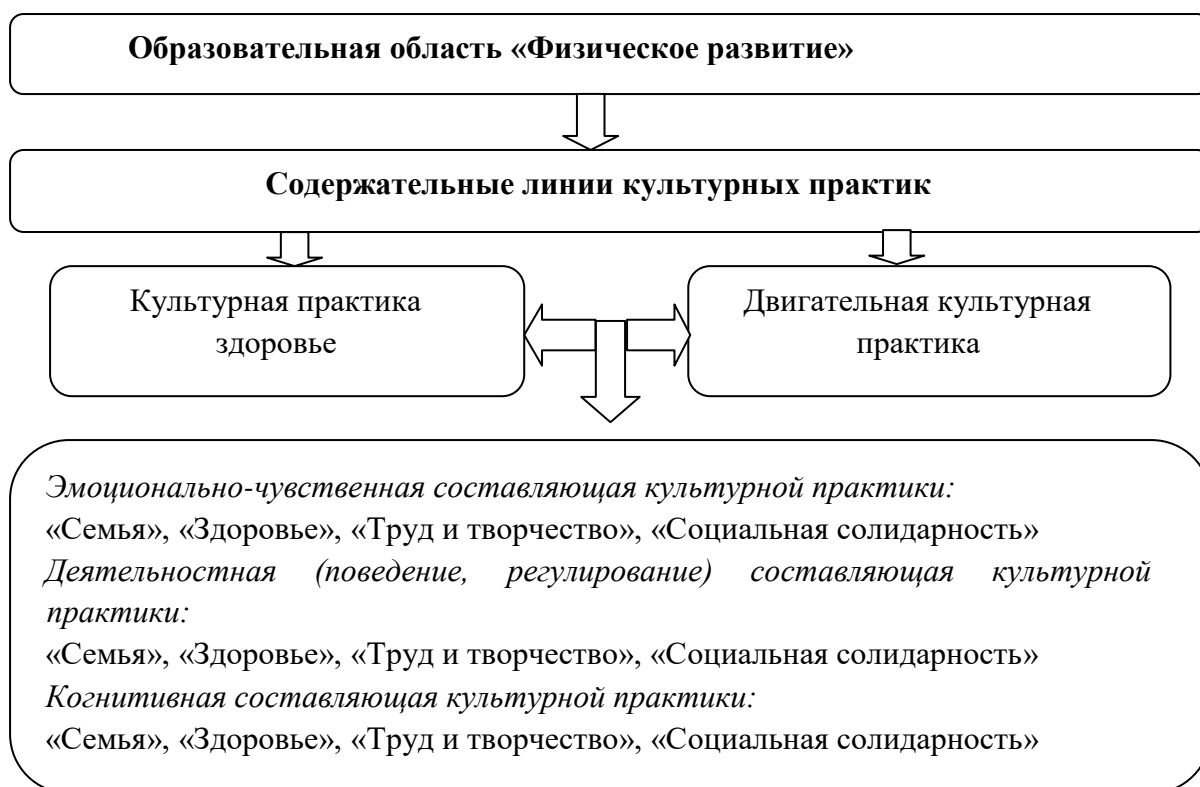 Образовательная область «Физическое развитие»
Содержательные линии культурных практик
Культурная практика
здоровье
Двигательная культурная
практика
Эмоционально-чувственная составляющая культурной практики:
«Семья», «Здоровье», «Труд и творчество», «Социальная солидарность»
Деятельностная (поведение, регулирование) составляющая культурной
практики:
«Семья», «Здоровье», «Труд и творчество», «Социальная солидарность»
Когнитивная составляющая культурной практики:
«Семья», «Здоровье», «Труд и творчество», «Социальная солидарность»